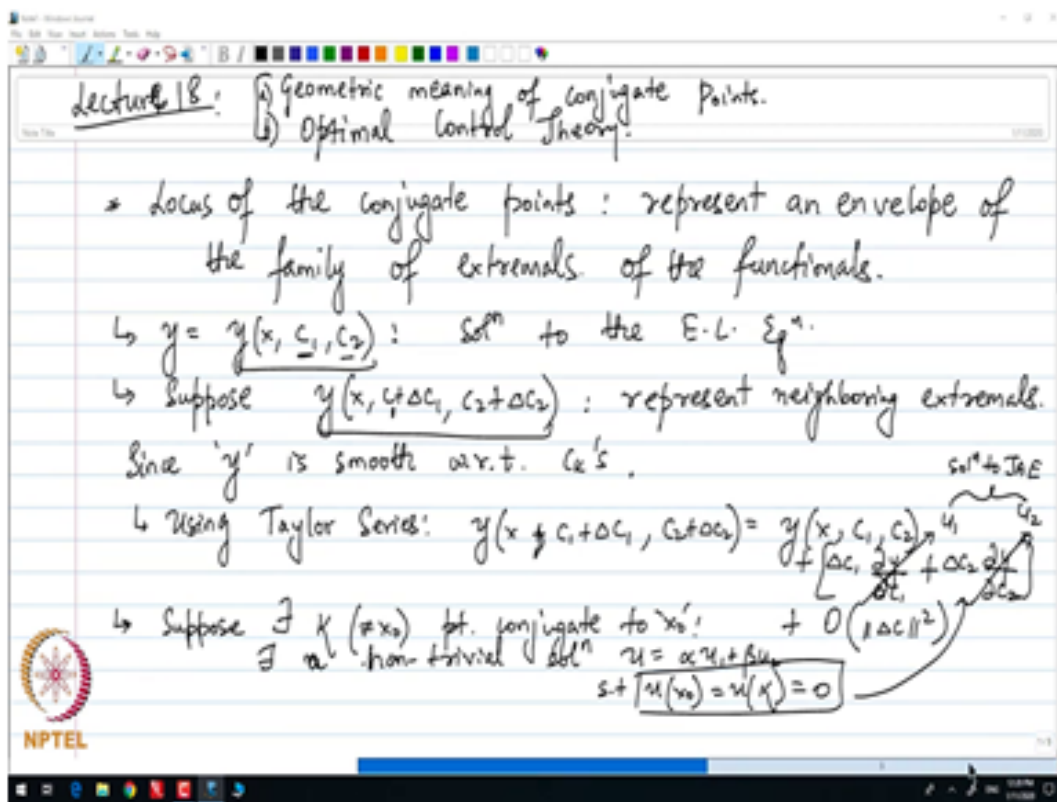 Lecture 18: (a) Geometric meaning of conjugate points.
(b) Optimal Control Theory.
* Locus of the conjugate points : represent an envelope of
the family of extremals of the functionals.
↳ y = y(x, c₁, c₂) : Solⁿ to the E.L. Eqⁿ.
↳ Suppose y(x, c₁+Δc₁, c₂+Δc₂) : represent neighboring extremals.
Since 'y' is smooth w.r.t. cₖ's.
solⁿ to JAE
u₁ u₂
↳ Using Taylor Series: y(x, c₁+Δc₁, c₂+Δc₂) = y(x, c₁, c₂)
+ [Δc₁ ∂y/∂c₁ + Δc₂ ∂y/∂c₂]
↳ Suppose ∃ K (≠x₀) pt. conjugate to 'x₀': + O(‖Δc‖²)
∃ a non-trivial solⁿ u = αu₁+βu₂
s.t u(x₀) = u(K) = 0
NPTEL